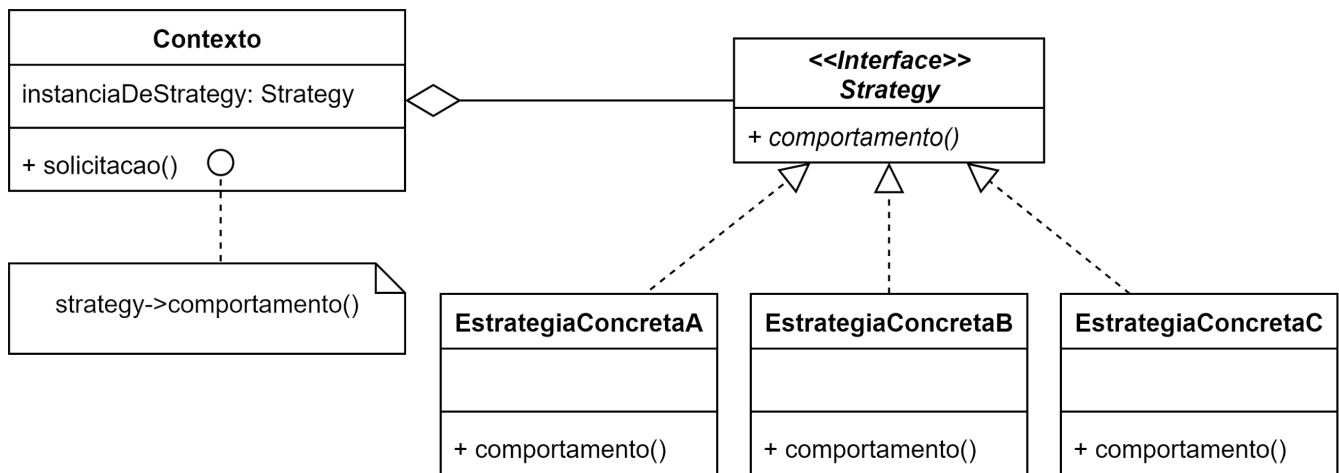 Contexto
instanciaDeStrategy: Strategy
+ solicitacao()
strategy->comportamento()
<<Interface>>
Strategy
+ comportamento()
EstrategiaConcretaA
+ comportamento()
EstrategiaConcretaB
+ comportamento()
EstrategiaConcretaC
+ comportamento()